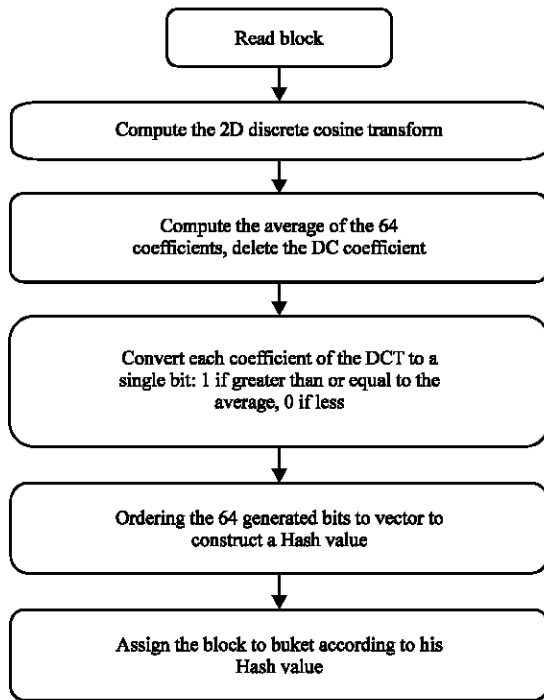 Read block
Compute the 2D discrete cosine transform
Compute the average of the 64
coefficients, delete the DC coefficient
Convert each coefficient of the DCT to a
single bit: 1 if greater than or equal to the
average, 0 if less
Ordering the 64 generated bits to vector to
construct a Hash value
Assign the block to buket according to his
Hash value